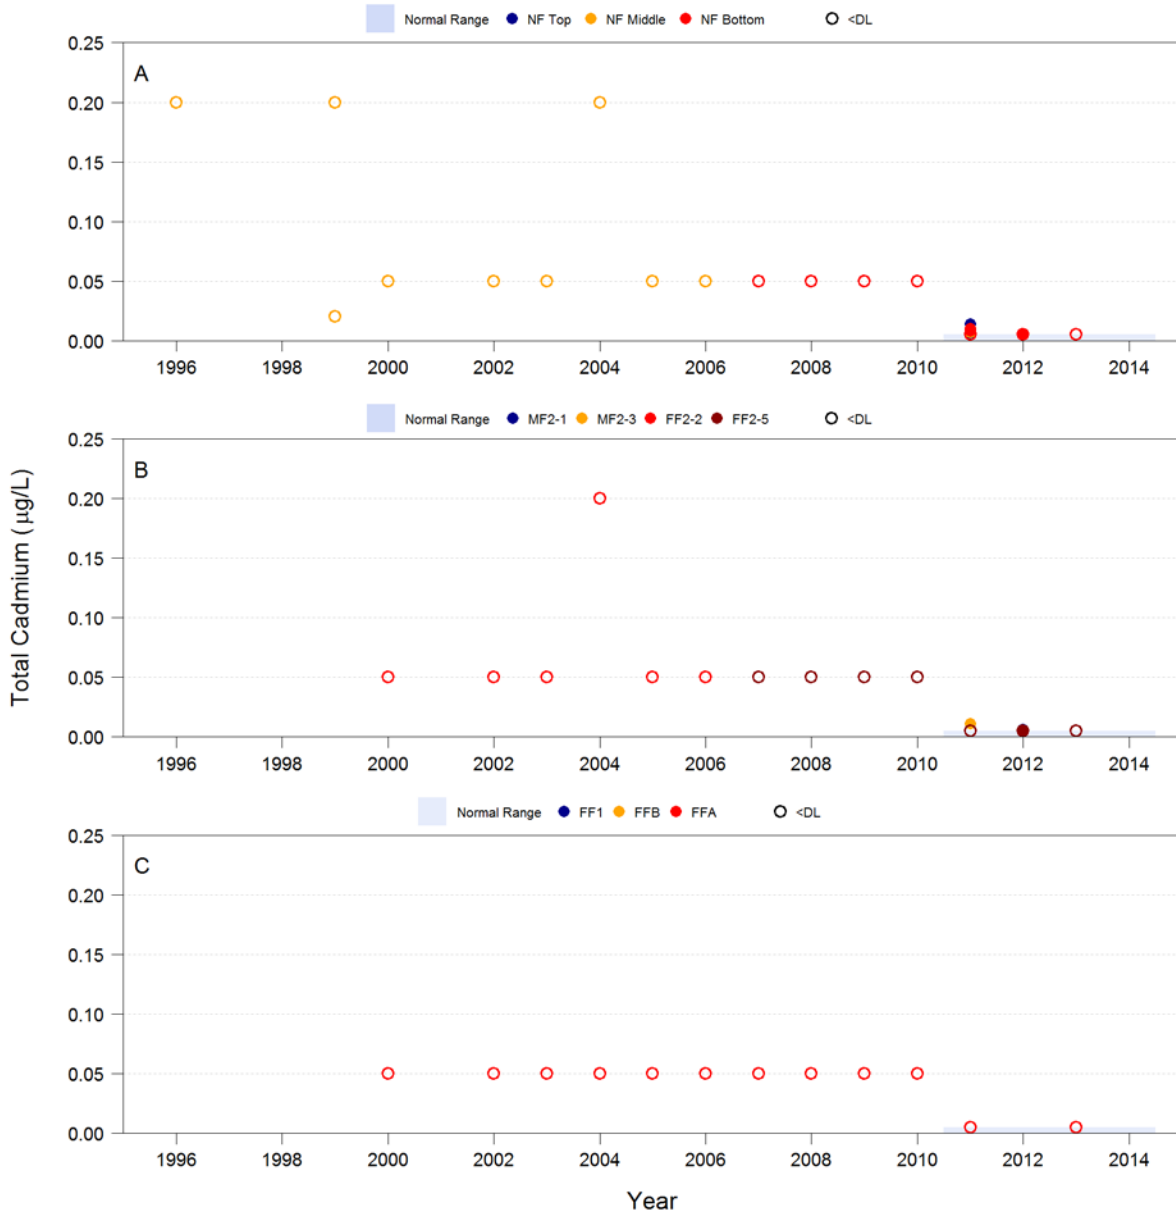 Normal Range NF Top NF Middle NF Bottom <DL
0.25
A
0.20
0.15
0.10
0.05
0.00
1996 1998 2000 2002 2004 2006 2008 2010 2012 2014
Normal Range MF2-1 MF2-3 FF2-2 FF2-5 <DL
0.25
B
0.20
0.15
0.10
0.05
0.00
1996 1998 2000 2002 2004 2006 2008 2010 2012 2014
Total Cadmium (μg/L)
Normal Range FF1 FFB FFA <DL
0.25
C
0.20
0.15
0.10
0.05
0.00
1996 1998 2000 2002 2004 2006 2008 2010 2012 2014
Year